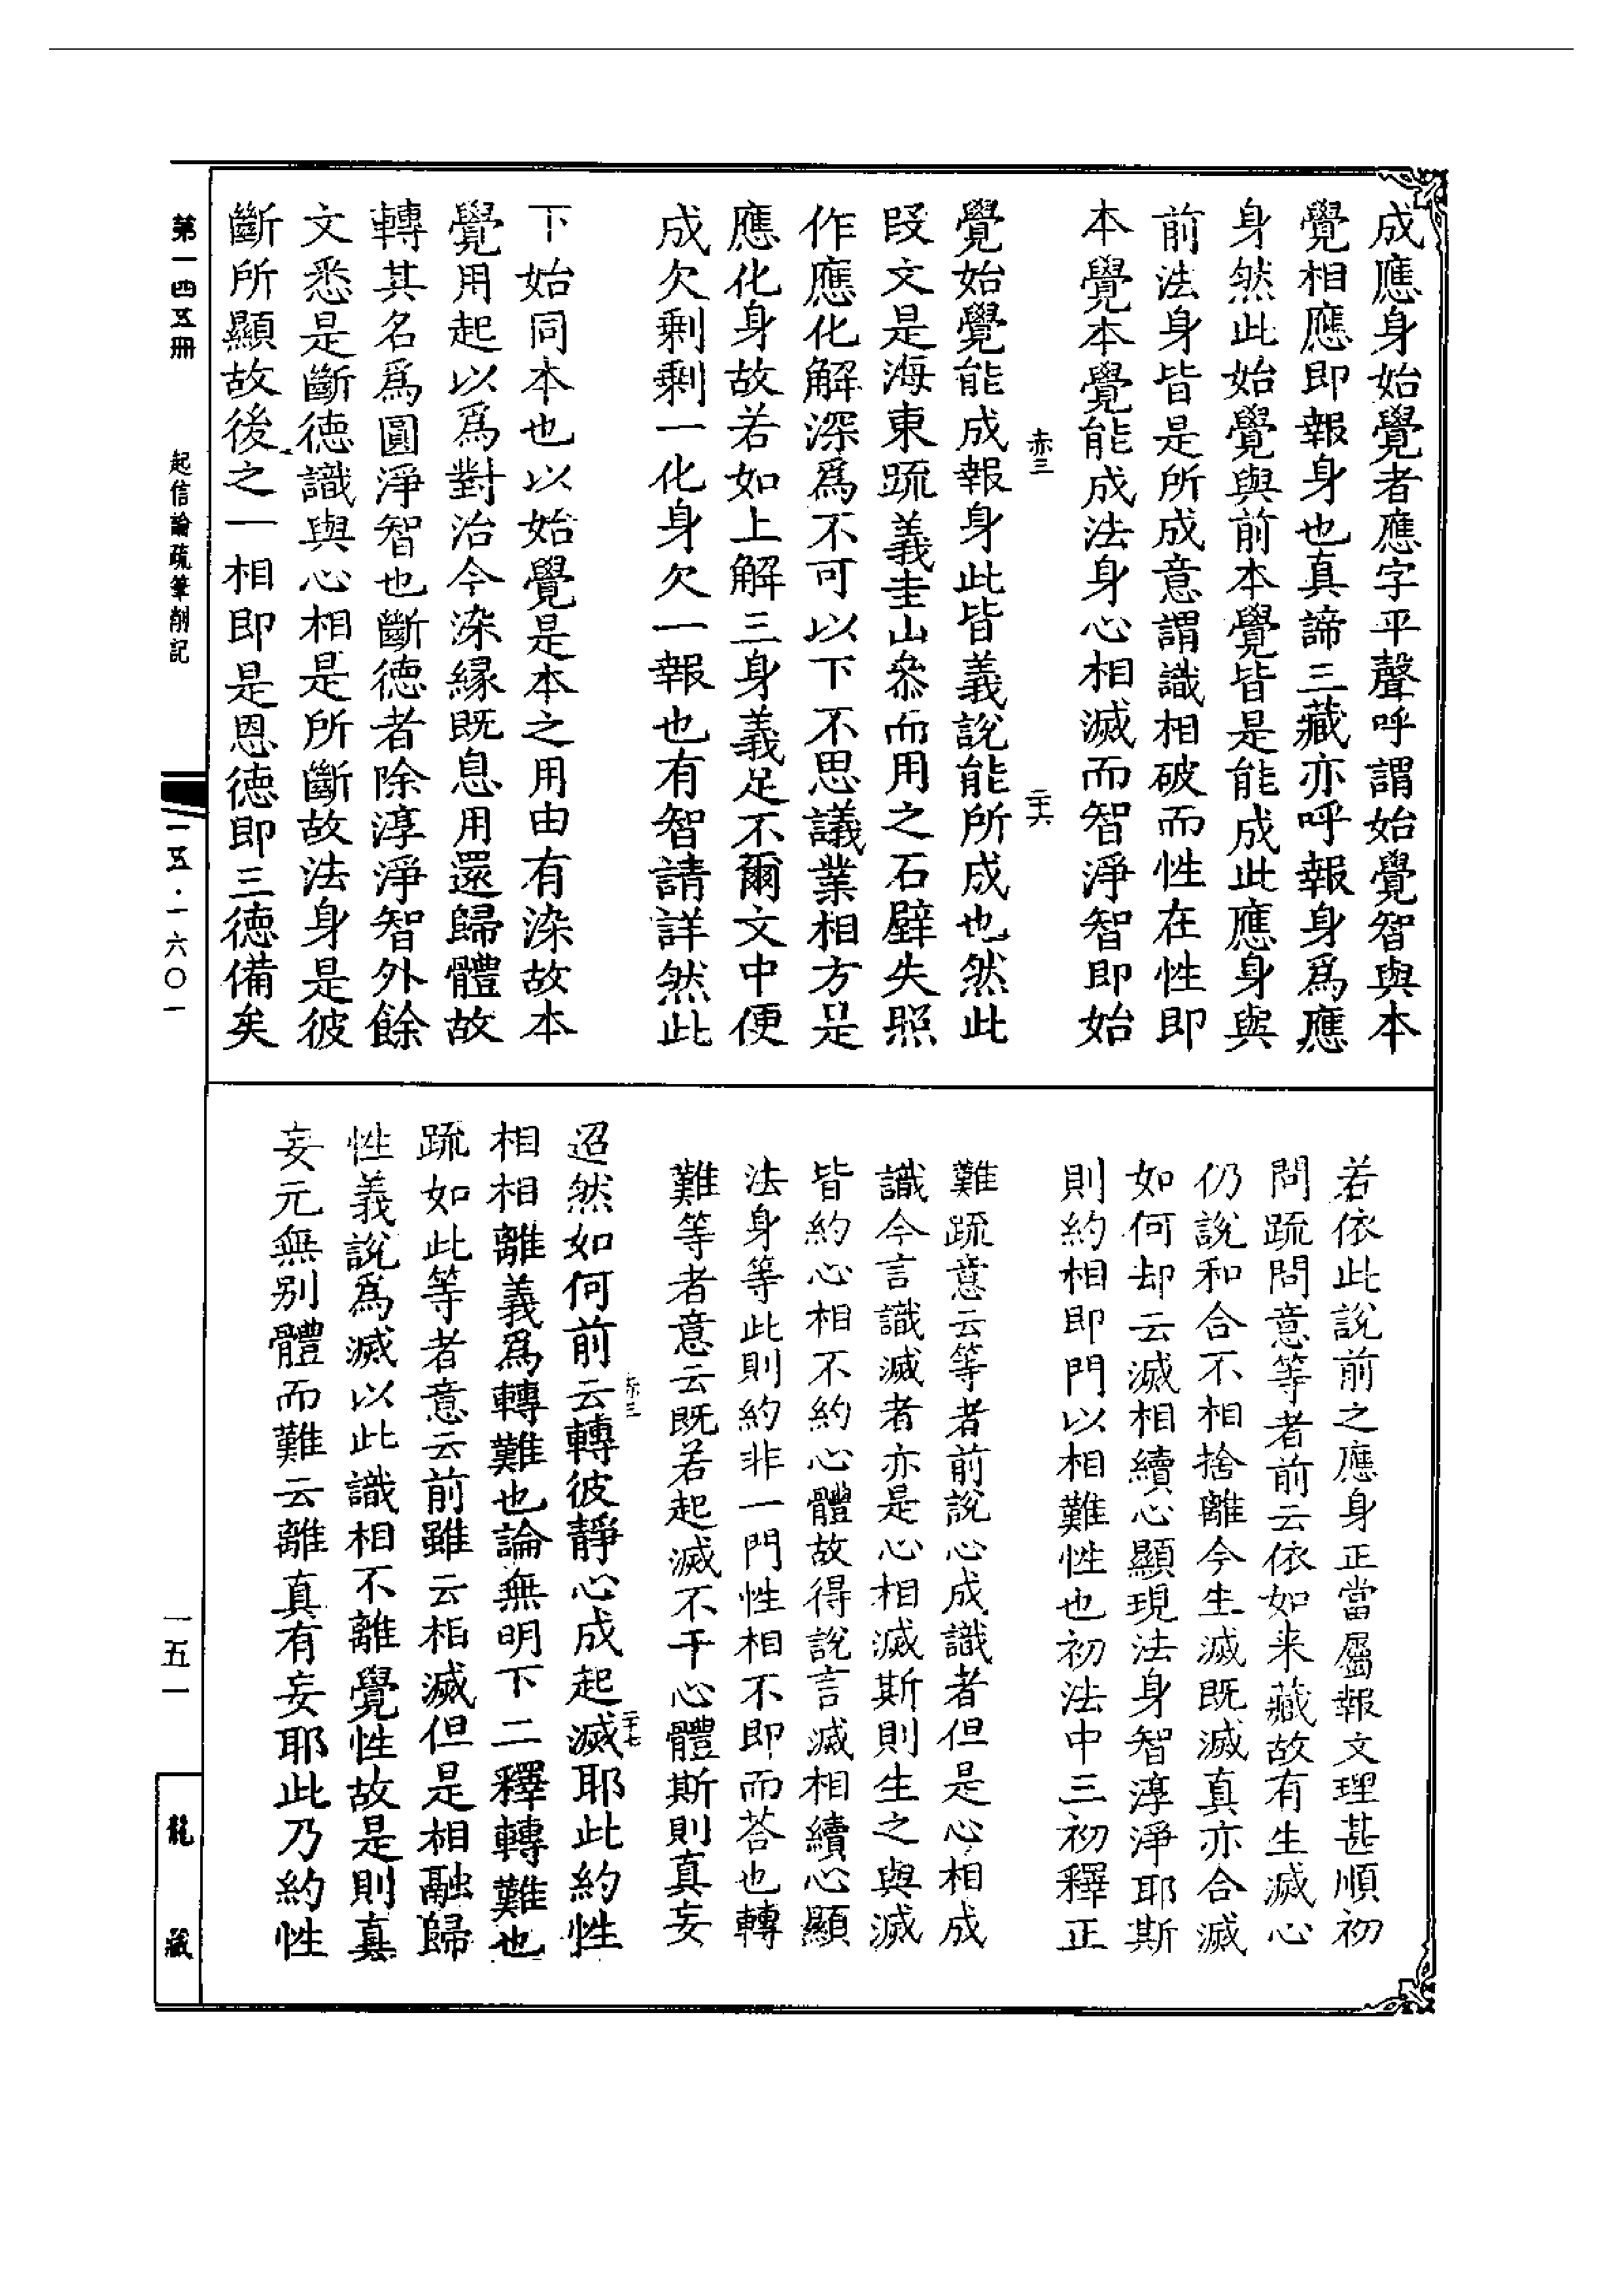 成應身始覺者應字平聲呼謂始覺智與本
覺相應即報身也真諦三藏亦呼報身爲應
身然此始覺與前本覺皆是能成此應身與
前法身皆是所成意謂識相破而性在性即
本覺本覺能成法身心相滅而智淨智即始
赤三
二十六
覺始覺能成報身此皆義說能所成也然此
段文是海東疏義圭山叅而用之石壁失照
作應化解深爲不可以下不思議業相方是
應化身故若如上解三身義足不爾文中便
成欠剩剩一化身欠一報也有智請詳然此
下始同本也以始覺是本之用由有染故本
覺用起以爲對治今染縁既息用還歸體故
轉其名爲圓淨智也斷徳者除淳淨智外餘
文悉是斷徳識與心相是所斷故法身是彼
斷所顯故後之一相即是恩徳即三徳備矣
若依此說前之應身正當屬報文理甚順初
問疏問意等者前云依如来藏故有生滅心
仍說和合不相捨離今生滅既滅真亦合滅
如何却云滅相續心顯現法身智淳淨耶斯
則約相即門以相難性也初法中三初釋正
難疏意云等者前說心成識者但是心相成
識今言識滅者亦是心相滅斯則生之與滅
皆約心相不約心體故得說言滅相續心顯
法身等此則約非一門性相不即而荅也轉
難等者意云既若起滅不干心體斯則真妄
赤三
二十七
迢然如何前云轉彼靜心成起滅耶此約性
相相離義爲轉難也論無明下二釋轉難也
疏如此等者意云前雖云相滅但是相融歸
性義說爲滅以此識相不離覺性故是則真
妄元無别體而難云離真有妄耶此乃約性
第一四五冊
起信論疏筆削記
一五·一六〇一
一五一
龍藏